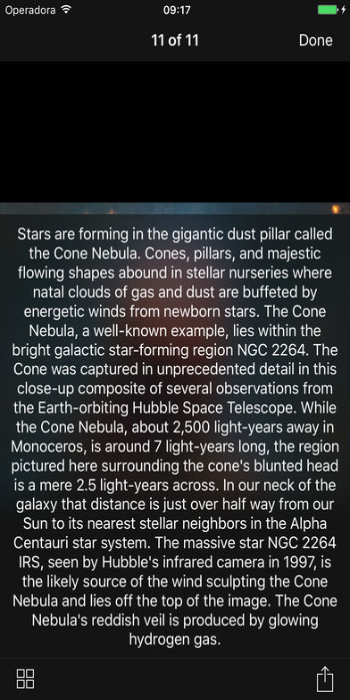 Operadora 09:17
11 of 11 Done
Stars are forming in the gigantic dust pillar called
the Cone Nebula. Cones, pillars, and majestic
flowing shapes abound in stellar nurseries where
natal clouds of gas and dust are buffeted by
energetic winds from newborn stars. The Cone
Nebula, a well-known example, lies within the
bright galactic star-forming region NGC 2264. The
Cone was captured in unprecedented detail in this
close-up composite of several observations from
the Earth-orbiting Hubble Space Telescope. While
the Cone Nebula, about 2,500 light-years away in
Monoceros, is around 7 light-years long, the region
pictured here surrounding the cone's blunted head
is a mere 2.5 light-years across. In our neck of the
galaxy that distance is just over half way from our
Sun to its nearest stellar neighbors in the Alpha
Centauri star system. The massive star NGC 2264
IRS, seen by Hubble's infrared camera in 1997, is
the likely source of the wind sculpting the Cone
Nebula and lies off the top of the image. The Cone
Nebula's reddish veil is produced by glowing
hydrogen gas.